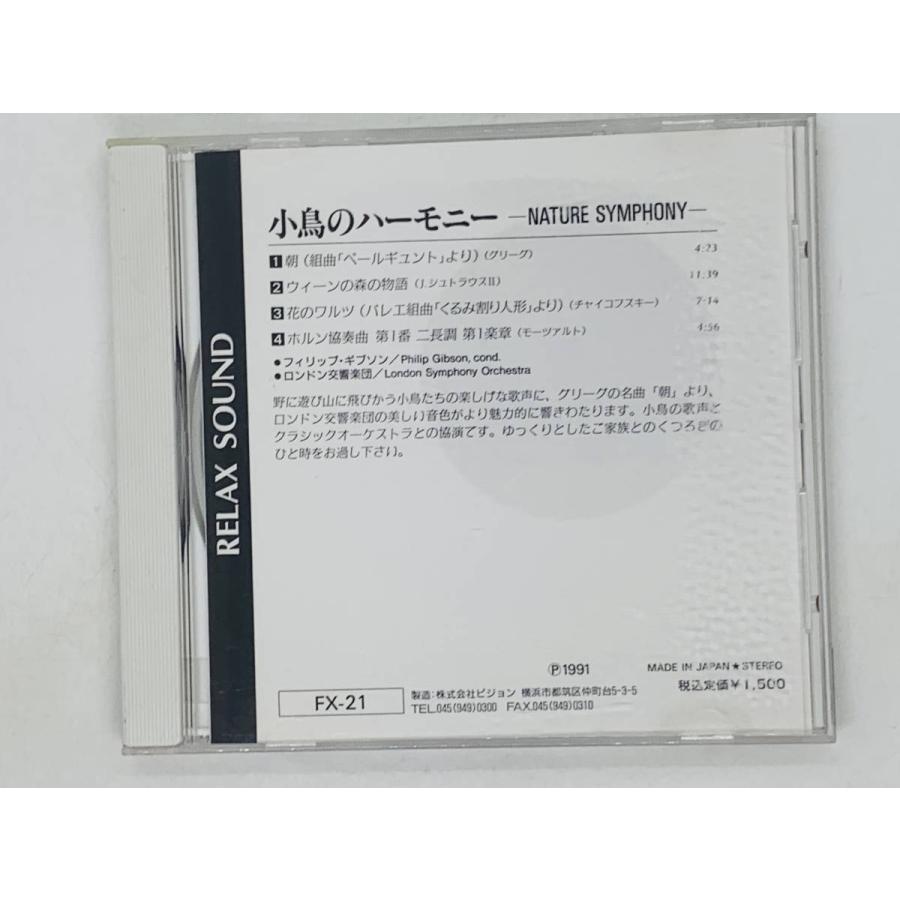 小鳥のハーモニー —NATURE SYMPHONY—
1 朝(組曲「ペールギュント」より)(グリーグ) 4:23
2 ウィーンの森の物語(J.シュトラウスII) 11:39
3 花のワルツ(バレエ組曲「くるみ割り人形」より)(チャイコフスキー) 7:14
4 ホルン協奏曲 第1番 二長調 第1楽章(モーツアルト) 4:56
●フィリップ・ギブソン/Philip Gibson, cond.
●ロンドン交響楽団/London Symphony Orchestra
野に遊び山に飛びかう小鳥たちの楽しげな歌声に、グリーグの名曲「朝」より、
ロンドン交響楽団の美しい音色がより魅力的に響きわたります。小鳥の歌声と
クラシックオーケストラとの協演です。ゆっくりとしたご家族とのくつろぎの
ひと時をお過し下さい。
RELAX SOUND
Ⓟ1991
MADE IN JAPAN★STEREO
税込定価¥1,500
FX-21
製造:株式会社ビジョン 横浜市都筑区仲町台5-3-5
TEL.045(949)0300 FAX.045(949)0310